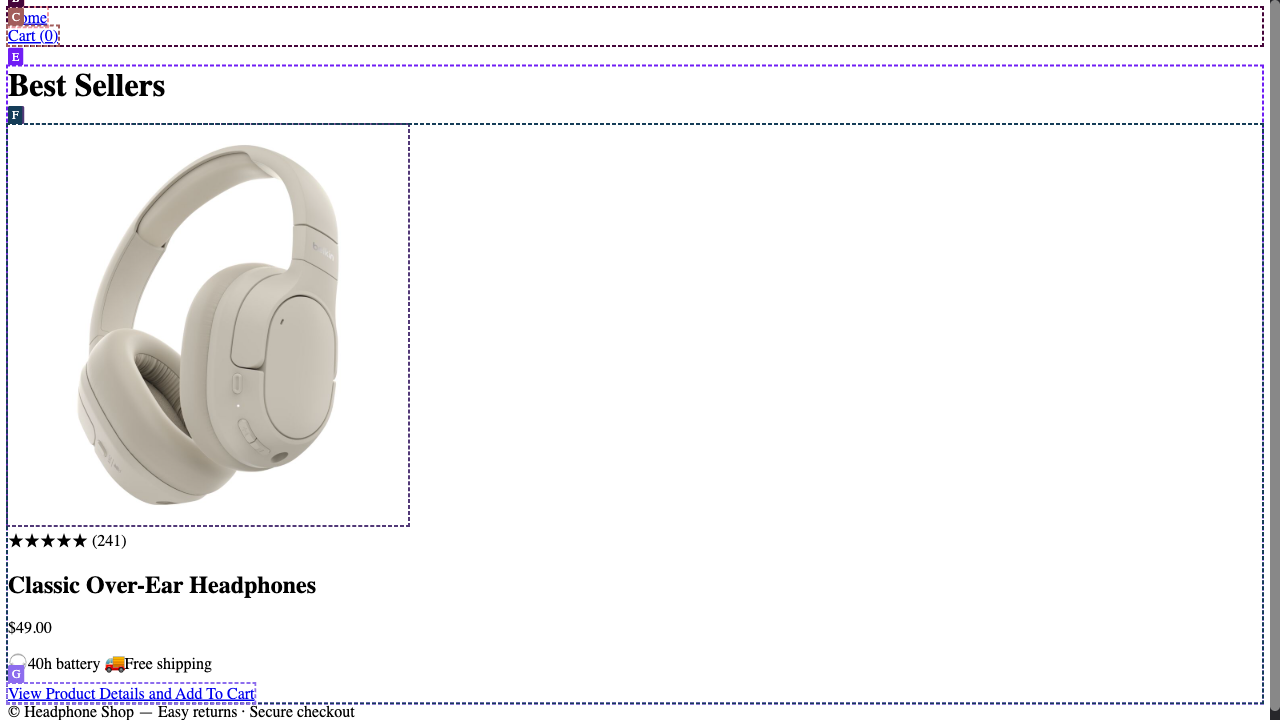 C ome
Cart (0)
E
Best Sellers
F
★★★★★ (241)
Classic Over-Ear Headphones
$49.00
40h battery 🚚Free shipping
G
View Product Details and Add To Cart
© Headphone Shop — Easy returns · Secure checkout